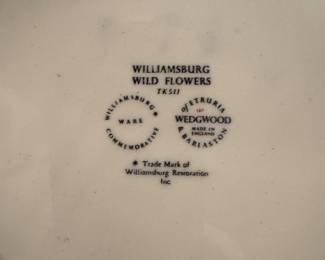 WILLIAMSBURG
WILD FLOWERS
TK511
WILLIAMSBURG *
WARE
COMMEMORATIVE
OF ETRURIA
WEDGWOOD
MADE IN
ENGLAND
& BARLASTON
* Trade Mark of
Williamsburg Restoration
Inc